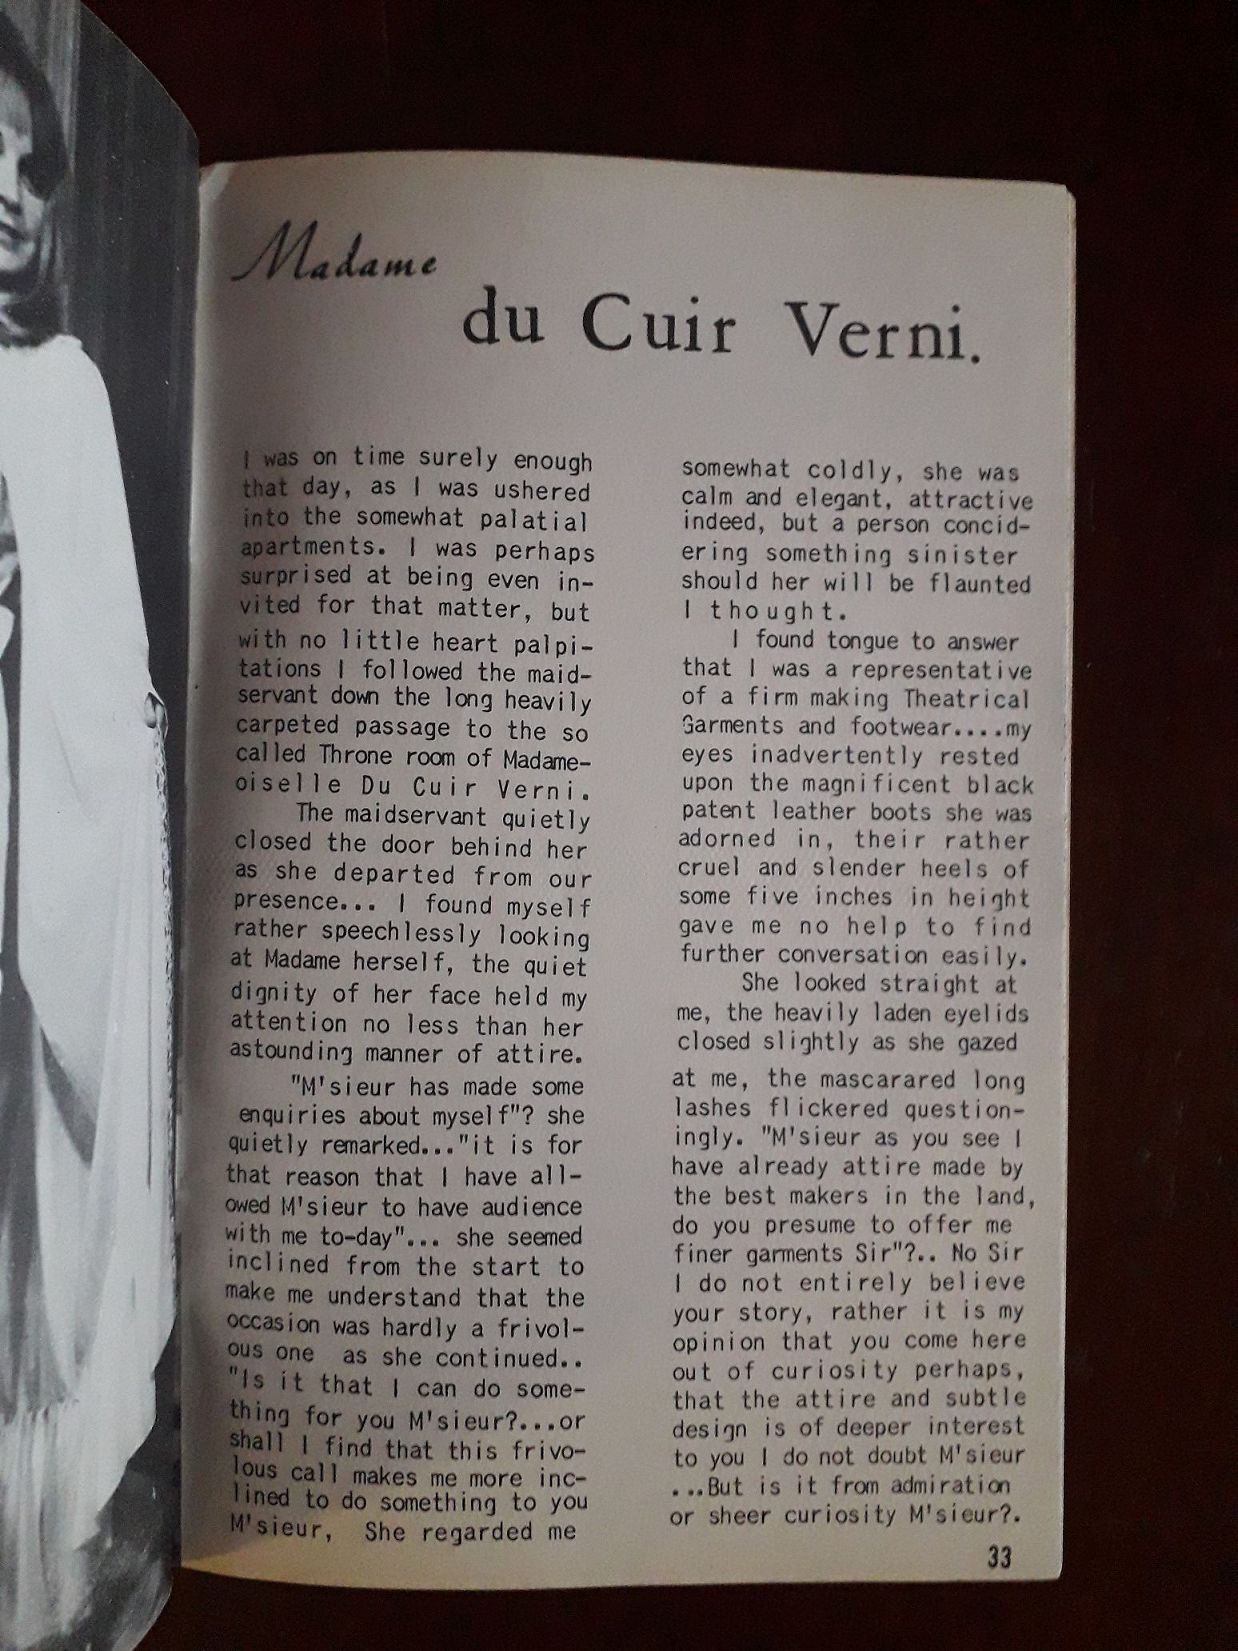 Madame
du Cuir Verni.
I was on time surely enough
that day, as I was ushered
into the somewhat palatial
apartments. I was perhaps
surprised at being even in-
vited for that matter, but
with no little heart palpi-
tations I followed the maid-
servant down the long heavily
carpeted passage to the so
called Throne room of Madame-
oiselle Du Cuir Verni.
The maidservant quietly
closed the door behind her
as she departed from our
presence... I found myself
rather speechlessly looking
at Madame herself, the quiet
dignity of her face held my
attention no less than her
astounding manner of attire.
"M'sieur has made some
enquiries about myself"? she
quietly remarked..."it is for
that reason that I have all-
owed M'sieur to have audience
with me to-day"... she seemed
inclined from the start to
make me understand that the
occasion was hardly a frivol-
ous one as she continued..
"Is it that I can do some-
thing for you M'sieur?...or
shall I find that this frivo-
lous call makes me more inc-
lined to do something to you
M'sieur, She regarded me
somewhat coldly, she was
calm and elegant, attractive
indeed, but a person concid-
ering something sinister
should her will be flaunted
I thought.
I found tongue to answer
that I was a representative
of a firm making Theatrical
Garments and footwear....my
eyes inadvertently rested
upon the magnificent black
patent leather boots she was
adorned in, their rather
cruel and slender heels of
some five inches in height
gave me no help to find
further conversation easily.
She looked straight at
me, the heavily laden eyelids
closed slightly as she gazed
at me, the mascarared long
lashes flickered question-
ingly. "M'sieur as you see I
have already attire made by
the best makers in the land,
do you presume to offer me
finer garments Sir"?.. No Sir
I do not entirely believe
your story, rather it is my
opinion that you come here
out of curiosity perhaps,
that the attire and subtle
design is of deeper interest
to you I do not doubt M'sieur
...But is it from admiration
or sheer curiosity M'sieur?.
33